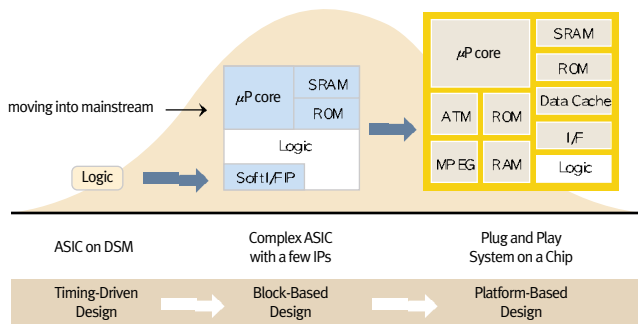 moving into mainstream
Logic
μP core
SRAM
ROM
Logic
Soft I/F IP
μP core
SRAM
ROM
Data Cache
I/F
Logic
ATM
ROM
MPEG
RAM
ASIC on DSM
Complex ASIC
with a few IPs
Plug and Play
System on a Chip
Timing-Driven
Design
Block-Based
Design
Platform-Based
Design